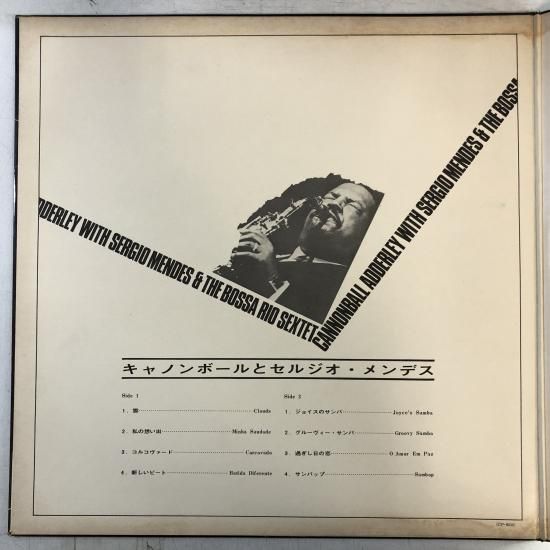 ADDERLEY WITH SERGIO MENDES & THE BOSSA RIO SEXTET
CANNONBALL ADDERLEY WITH SERGIO MENDES & THE BOSSA
キャノンボールとセルジオ・メンデス
Side 1
1. 雲 Clouds
2. 私の想い出 Minha Saudade
3. コルコヴァード Corcovado
4. 新しいビート Batida Diferente
Side 2
1. ジョイスのサンバ Joyce's Samba
2. グルーヴィー・サンバ Groovy Samba
3. 過ぎし日の恋 O Amor Em Paz
4. サンバップ Sambop